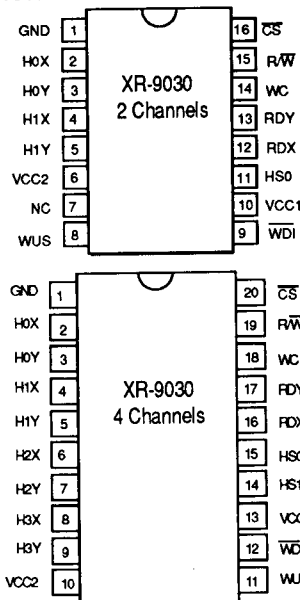 GND 1 16 CS
H0X 2 15 R/W
H0Y 3 14 WC
H1X 4 13 RDY
H1Y 5 12 RDX
VCC2 6 11 HS0
NC 7 10 VCC1
WUS 8 9 WDI
XR-9030
2 Channels
GND 1 20 CS
H0X 2 19 R/W
H0Y 3 18 WC
H1X 4 17 RDY
H1Y 5 16 RDX
H2X 6 15 HS0
H2Y 7 14 HS1
H3X 8 13 VCC
H3Y 9 12 WD
VCC2 10 11 WU
XR-9030
4 Channels